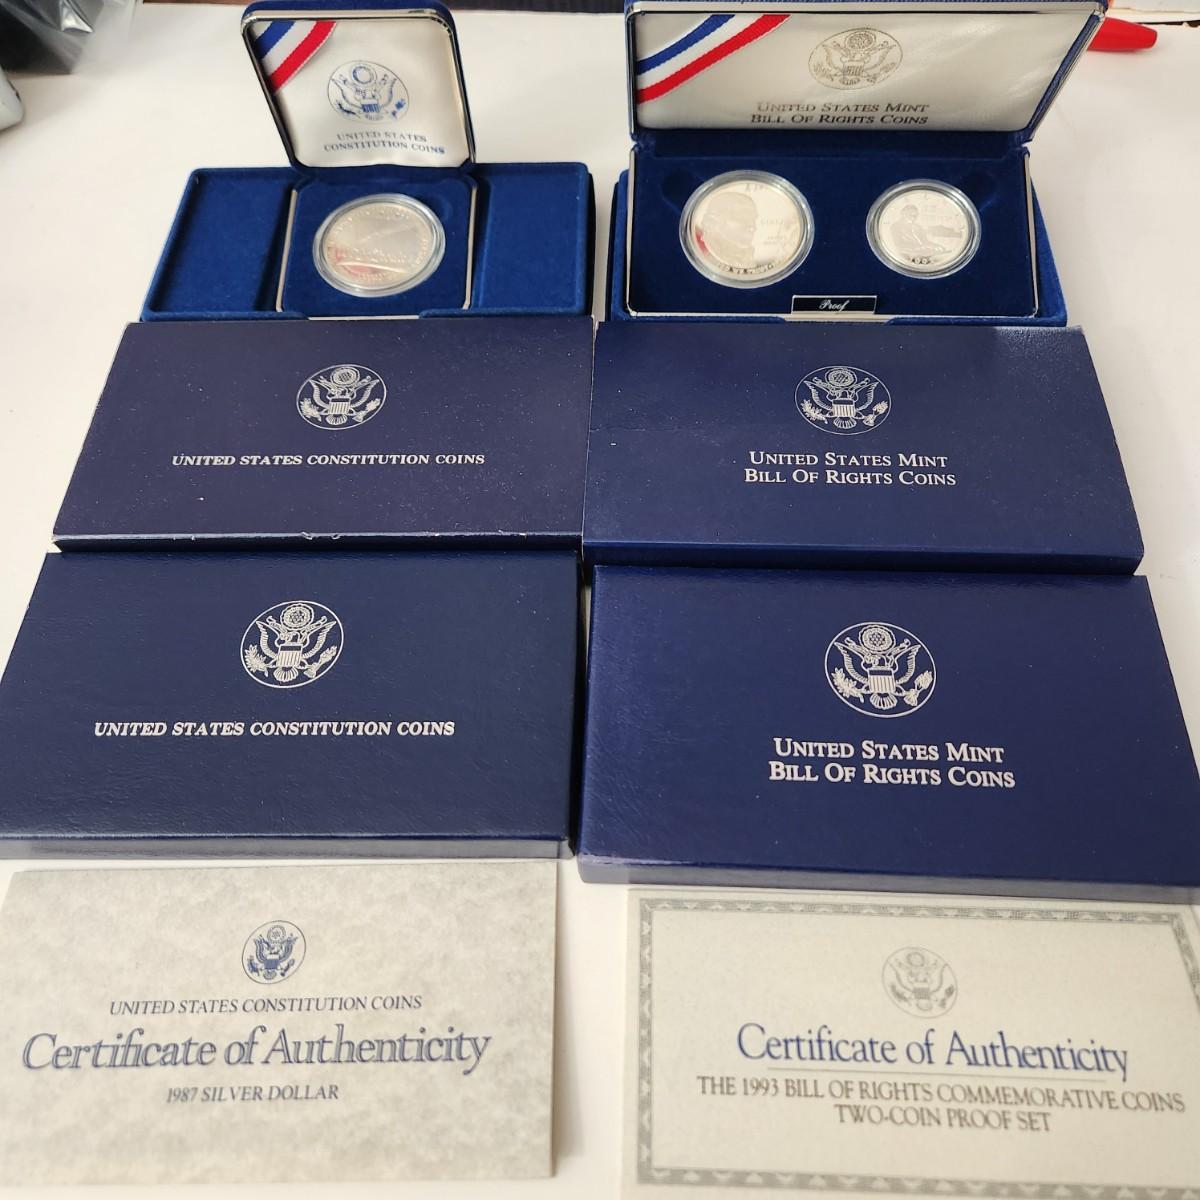 UNITED STATES
CONSTITUTION COINS
UNITED STATES MINT
BILL OF RIGHTS COINS
Proof
UNITED STATES CONSTITUTION COINS
UNITED STATES MINT
BILL OF RIGHTS COINS
UNITED STATES CONSTITUTION COINS
UNITED STATES MINT
BILL OF RIGHTS COINS
UNITED STATES CONSTITUTION COINS
Certificate of Authenticity
1987 SILVER DOLLAR
Certificate of Authenticity
THE 1993 BILL OF RIGHTS COMMEMORATIVE COINS
TWO-COIN PROOF SET